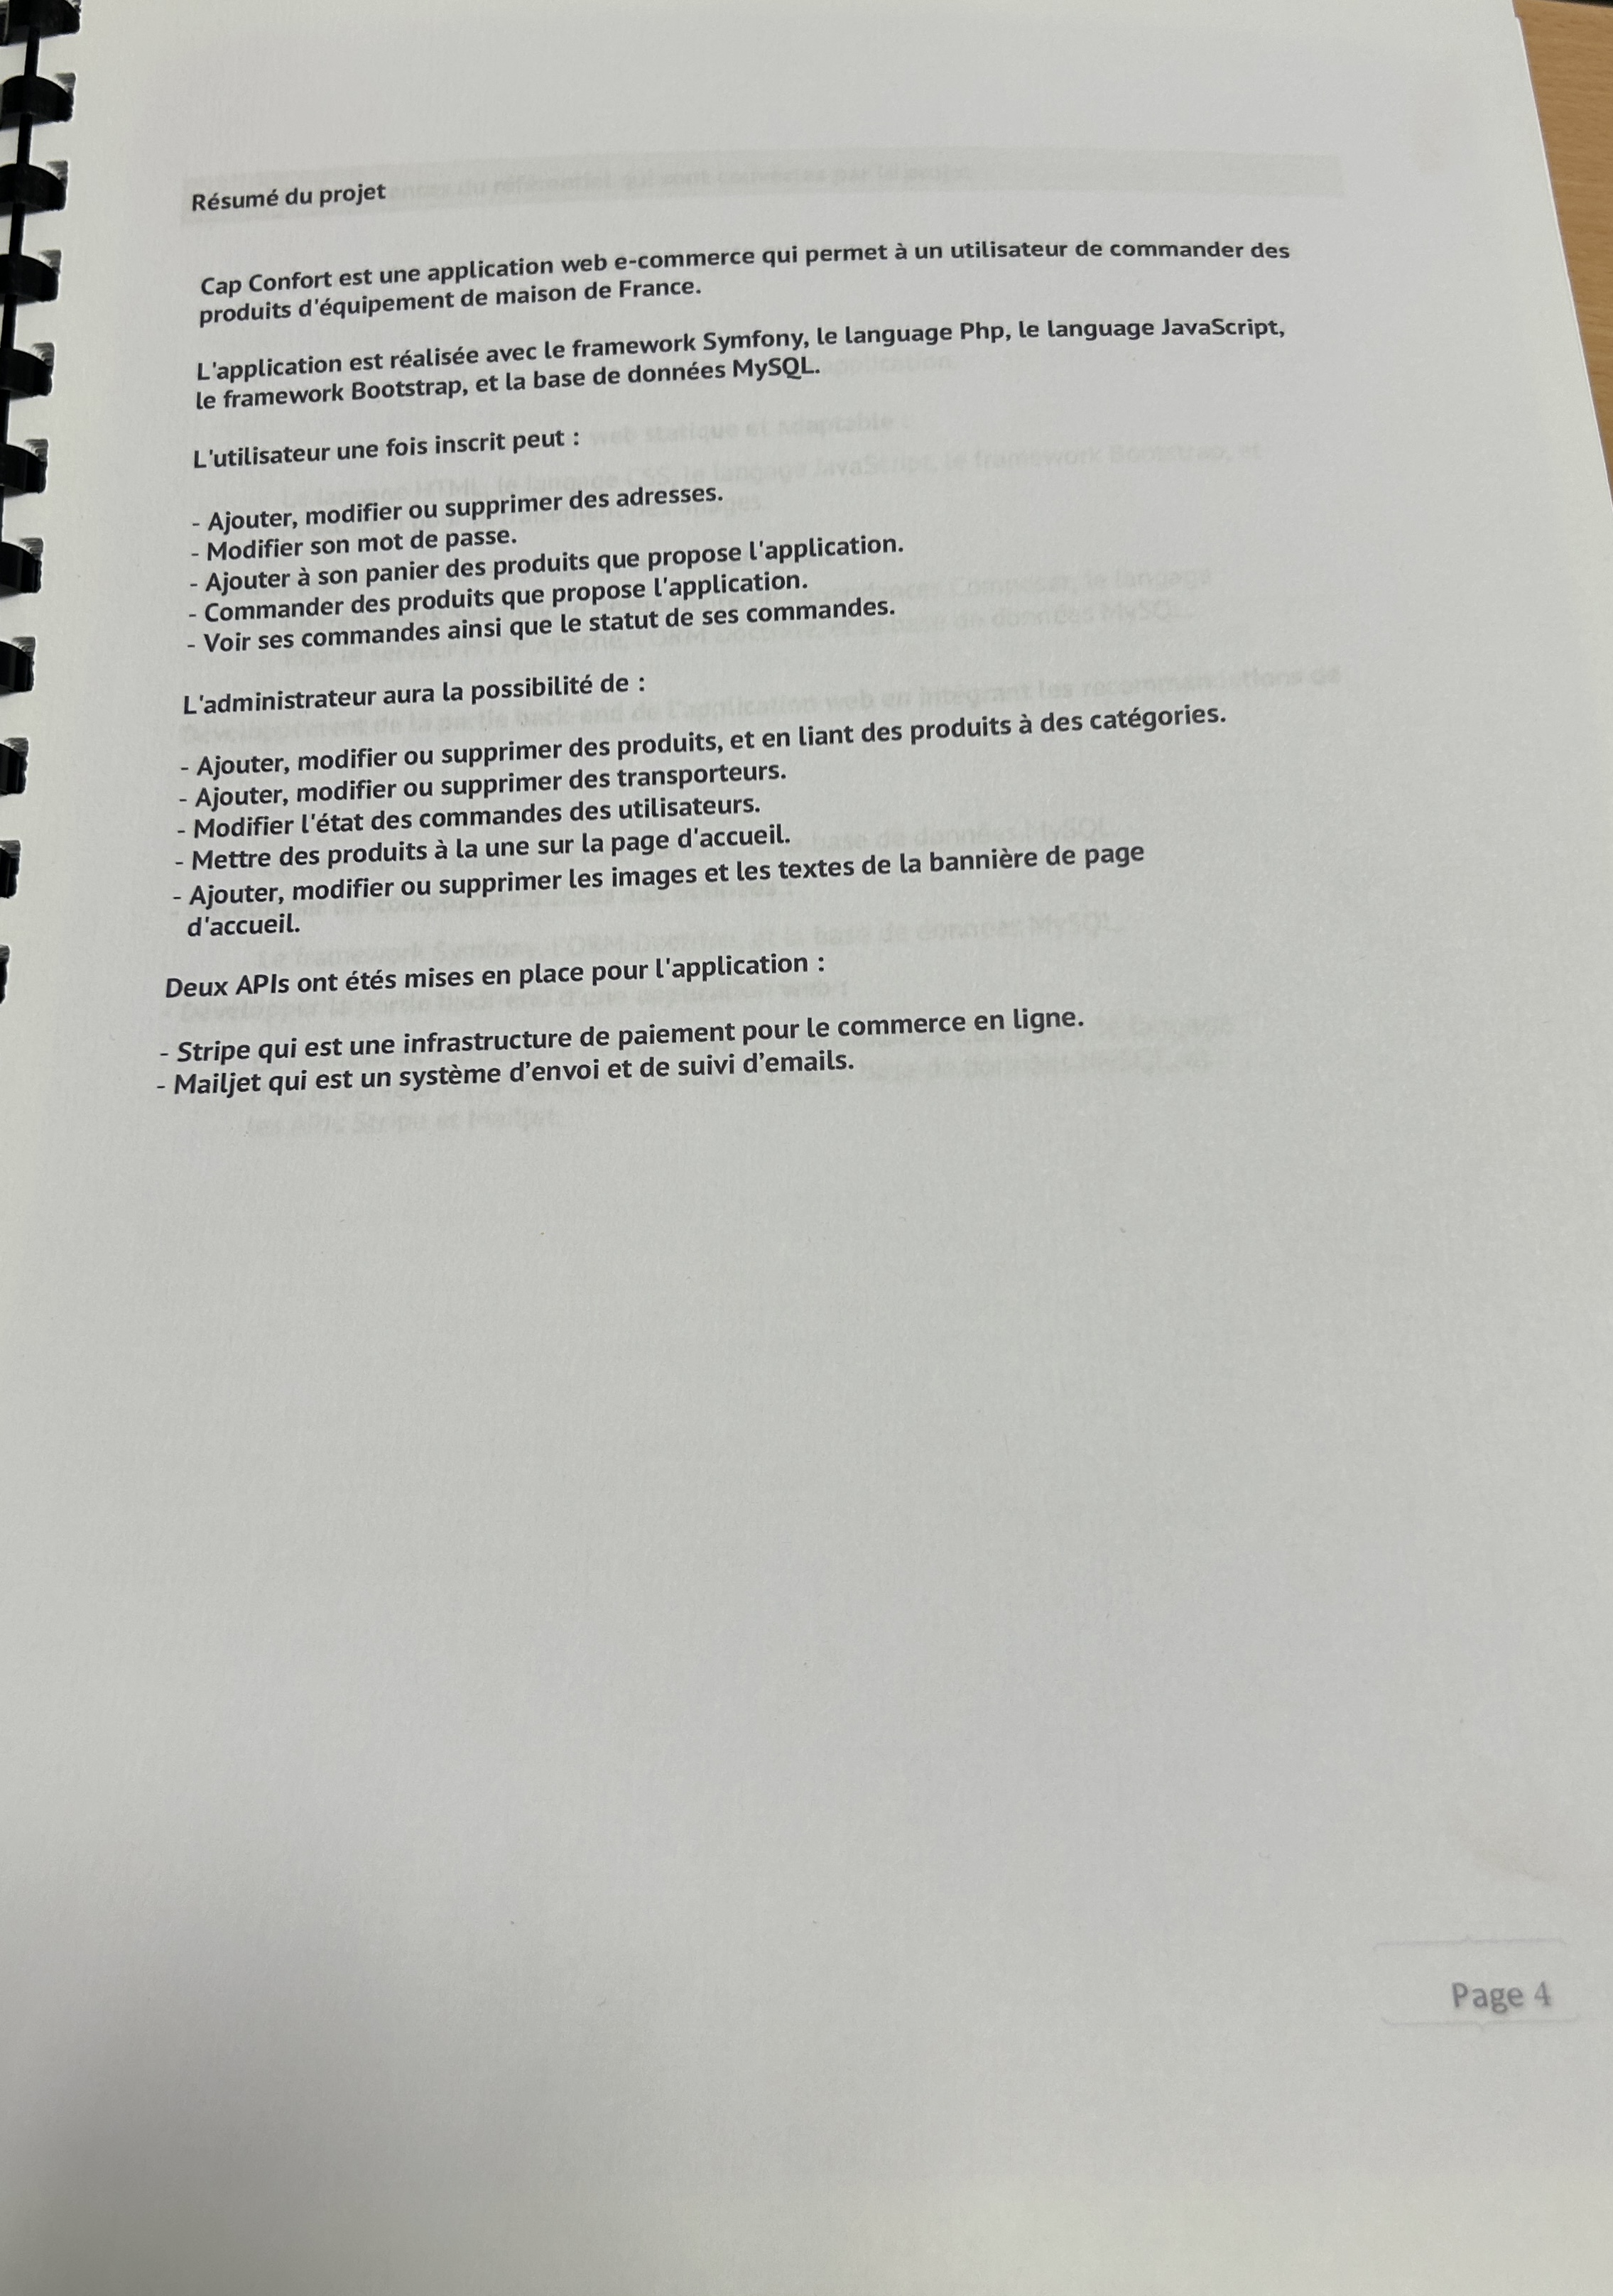 Résumé du projet
Cap Confort est une application web e-commerce qui permet à un utilisateur de commander des
produits d'équipement de maison de France.
L'application est réalisée avec le framework Symfony, le language Php, le language JavaScript,
le framework Bootstrap, et la base de données MySQL.
L'utilisateur une fois inscrit peut :
- Ajouter, modifier ou supprimer des adresses.
- Modifier son mot de passe.
- Ajouter à son panier des produits que propose l'application.
- Commander des produits que propose l'application.
- Voir ses commandes ainsi que le statut de ses commandes.
L'administrateur aura la possibilité de :
- Ajouter, modifier ou supprimer des produits, et en liant des produits à des catégories.
- Ajouter, modifier ou supprimer des transporteurs.
- Modifier l'état des commandes des utilisateurs.
- Mettre des produits à la une sur la page d'accueil.
- Ajouter, modifier ou supprimer les images et les textes de la bannière de page
d'accueil.
Deux APIs ont étés mises en place pour l'application :
- Stripe qui est une infrastructure de paiement pour le commerce en ligne.
- Mailjet qui est un système d’envoi et de suivi d’emails.
Page 4